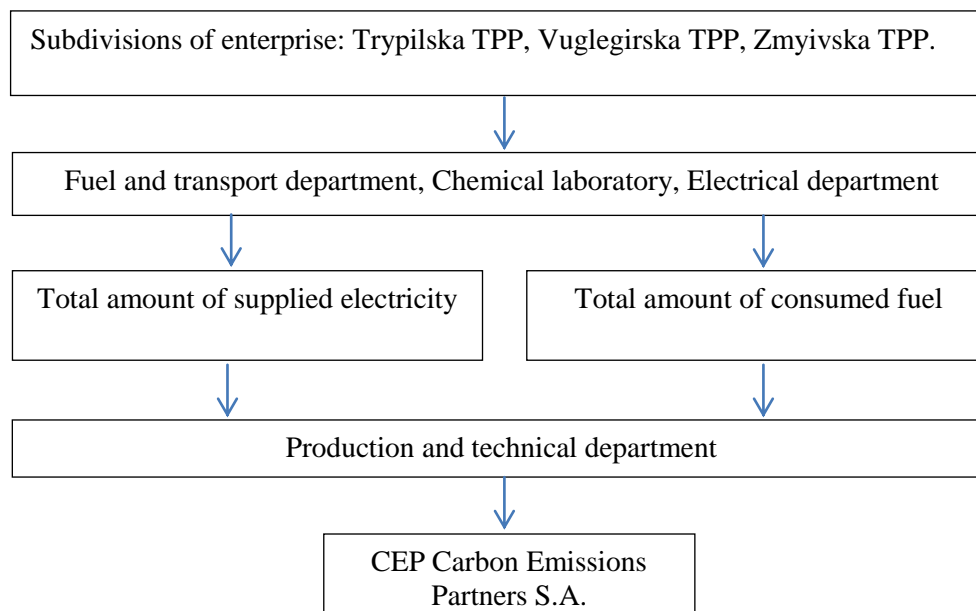 Subdivisions of enterprise: Trypilska TPP, Vuglegirska TPP, Zmyivska TPP.
Fuel and transport department, Chemical laboratory, Electrical department
Total amount of supplied electricity
Total amount of consumed fuel
Production and technical department
CEP Carbon Emissions
Partners S.A.